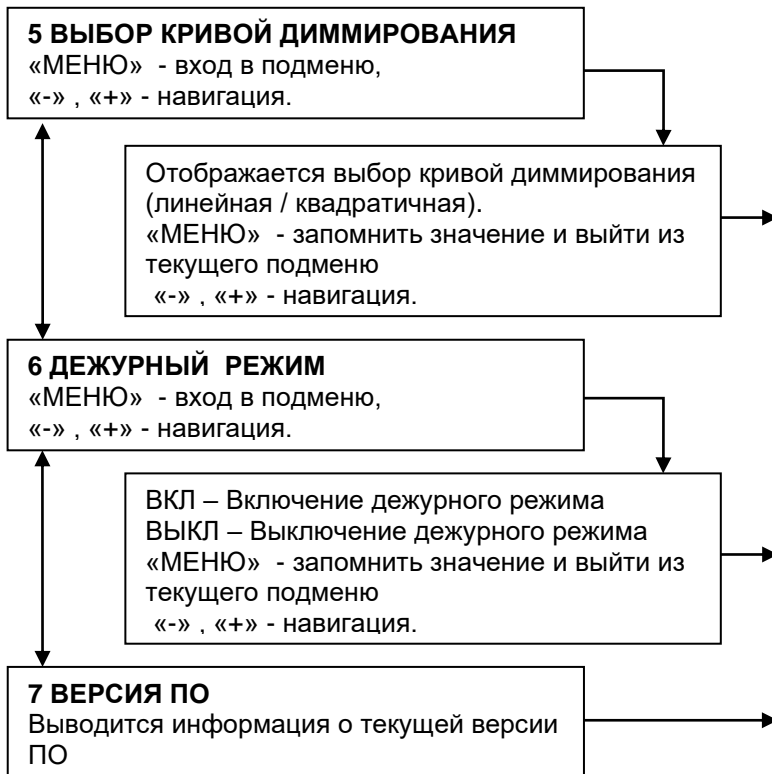 5 ВЫБОР КРИВОЙ ДИММИРОВАНИЯ
«МЕНЮ» - вход в подменю,
«-» , «+» - навигация.
Отображается выбор кривой диммирования
(линейная / квадратичная).
«МЕНЮ» - запомнить значение и выйти из
текущего подменю
«-» , «+» - навигация.
6 ДЕЖУРНЫЙ РЕЖИМ
«МЕНЮ» - вход в подменю,
«-» , «+» - навигация.
ВКЛ – Включение дежурного режима
ВЫКЛ – Выключение дежурного режима
«МЕНЮ» - запомнить значение и выйти из
текущего подменю
«-» , «+» - навигация.
7 ВЕРСИЯ ПО
Выводится информация о текущей версии
ПО